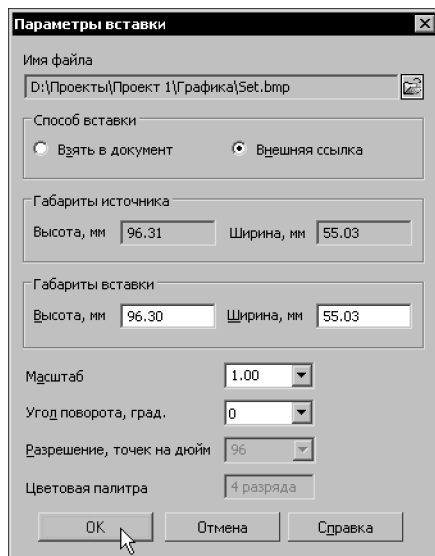 Параметры вставки
Имя файла
D:\Проекты\Проект 1\Графика\Set.bmp
Способ вставки
Взять в документ Внешняя ссылка
Габариты источника
Высота, мм 96.31 Ширина, мм 55.03
Габариты вставки
Высота, мм 96.30 Ширина, мм 55.03
Масштаб 1.00
Угол поворота, град. 0
Разрешение, точек на дюйм 96
Цветовая палитра 4 разряда
OK Отмена Справка